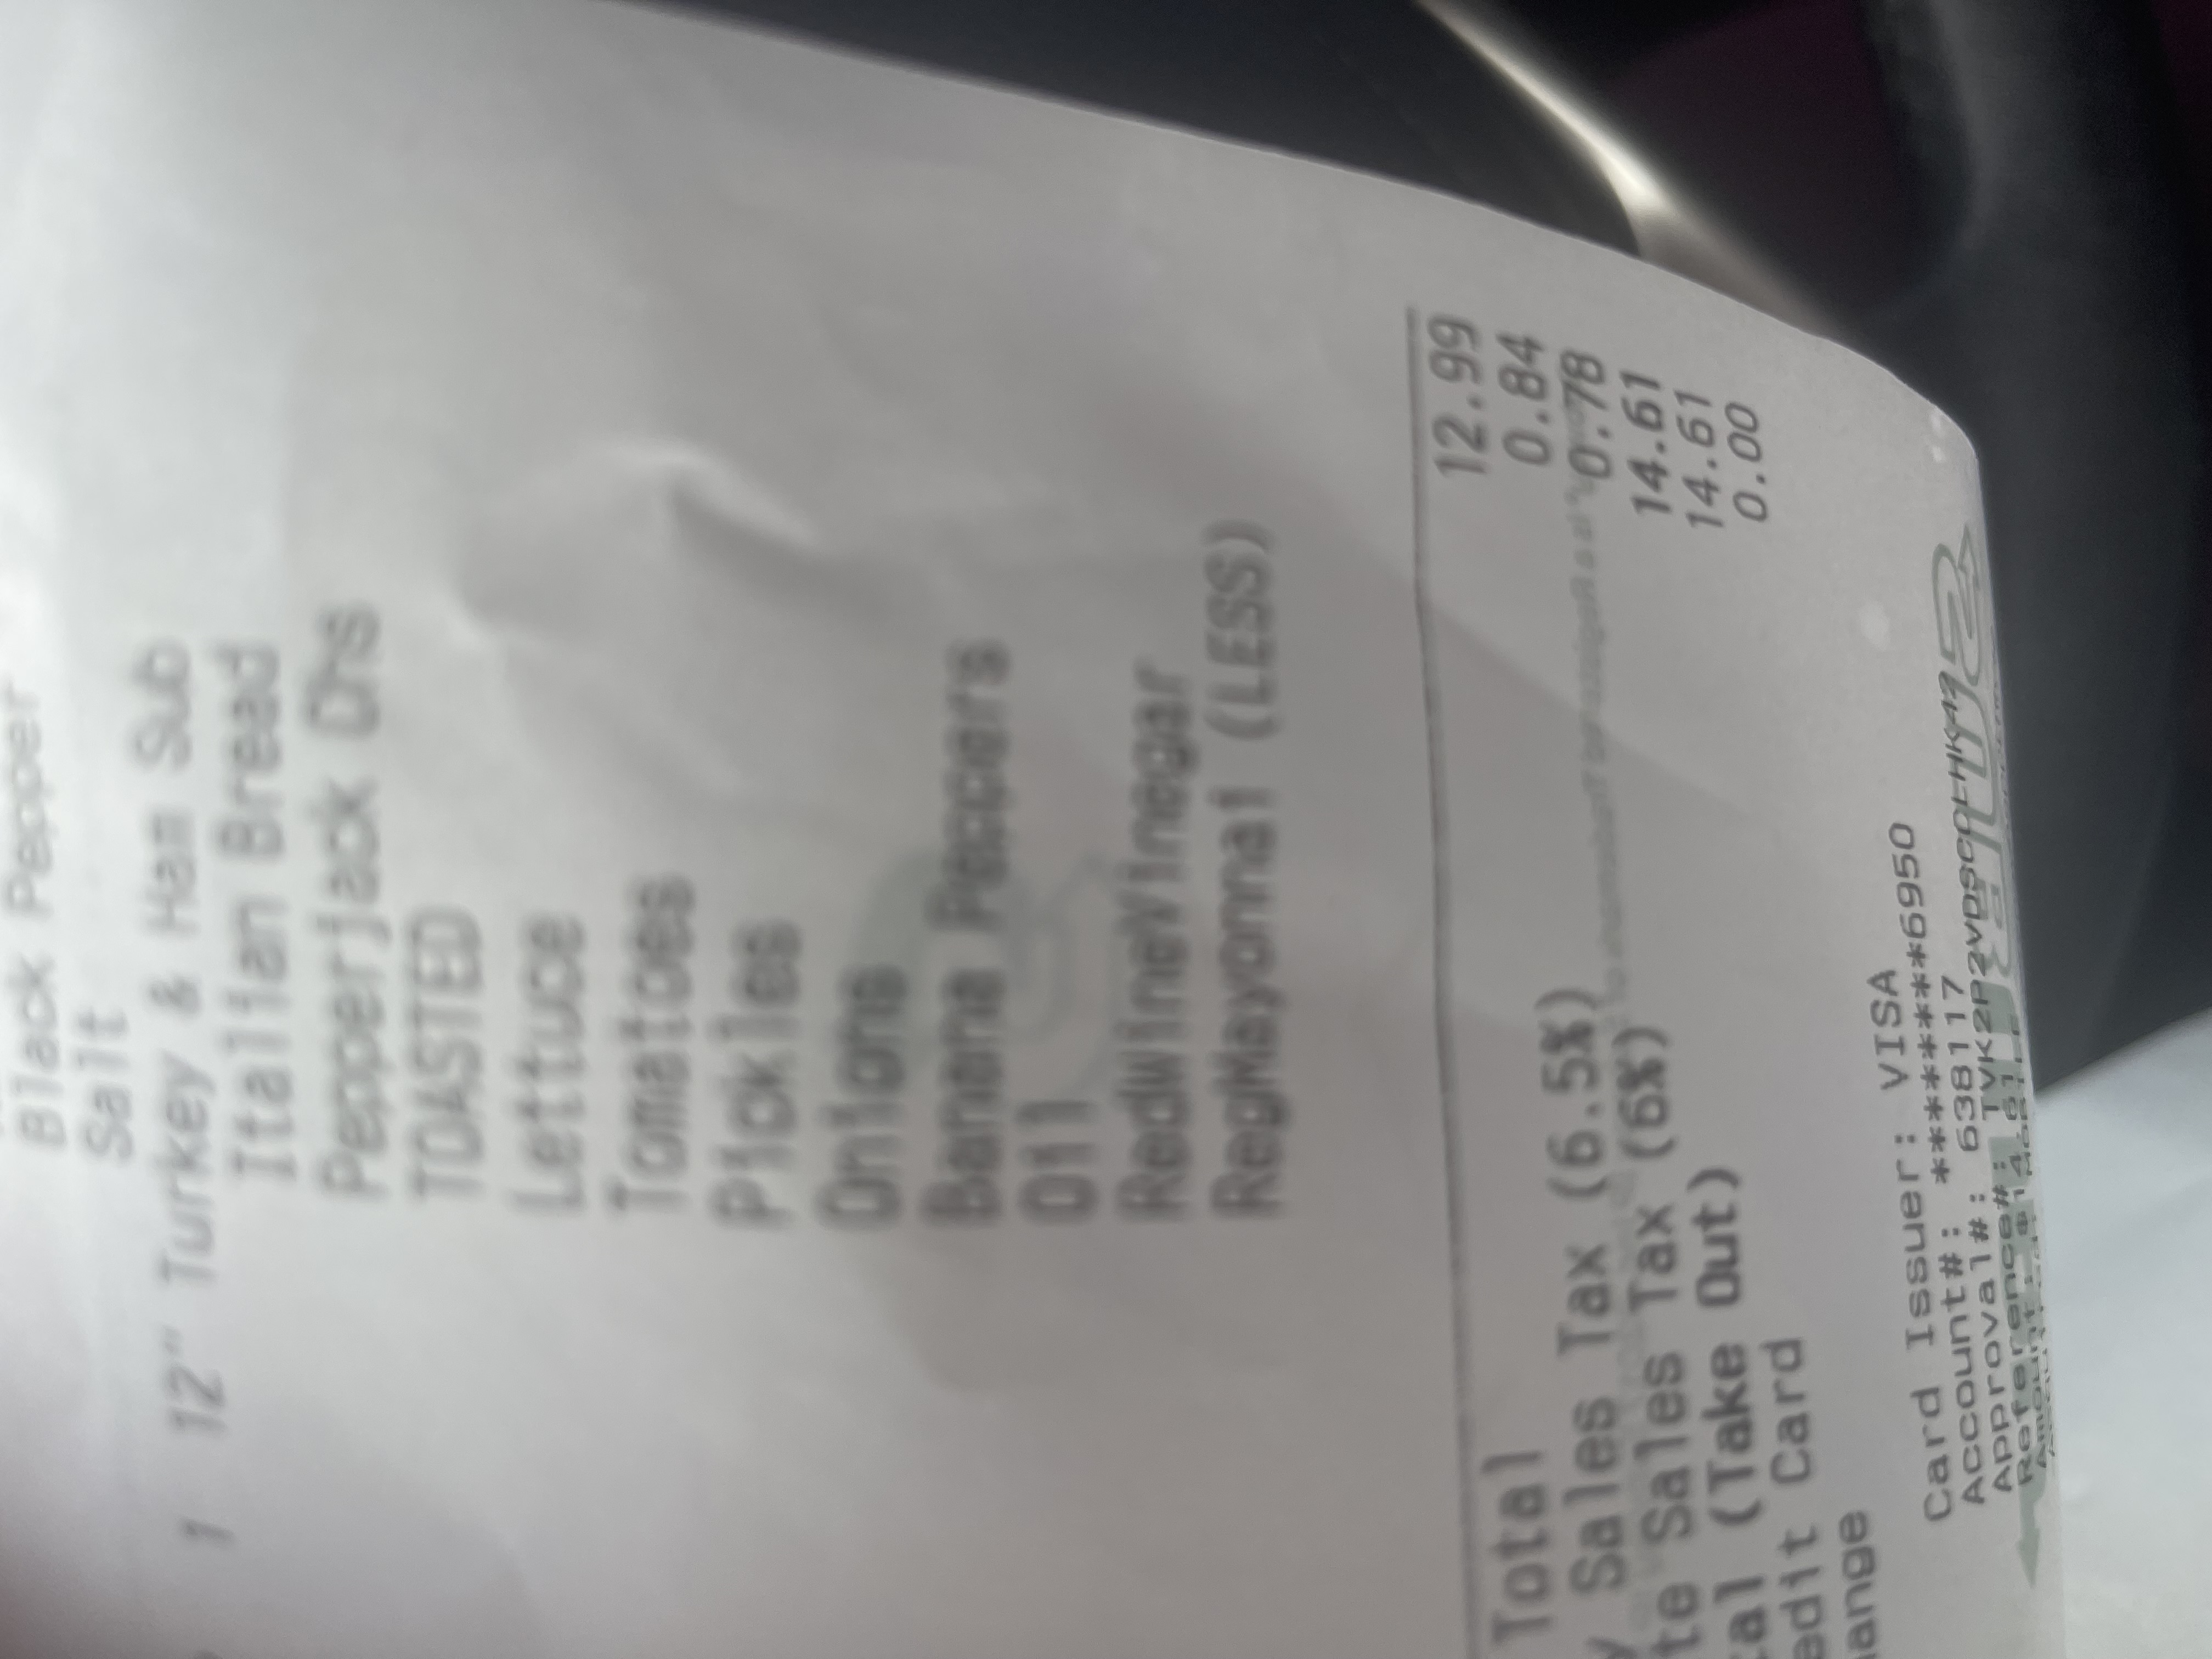 Black Pepper
Salt
1 12" Turkey & Ham Sub
Italian Bread
Pepperjack Chs
TOASTED
Lettuce
Tomatoes
Pickles
Onions
Banana Peppers
Oil
RedWineVinegar
RegMayonnai (LESS)
Total 12.99
y Sales Tax (6.5%) 0.84
te Sales Tax (6%) 0.78
tal (Take Out) 14.61
edit Card 14.61
ange 0.00
Card Issuer: VISA
Account#: ************6950
Approval#: 638117
Reference#: